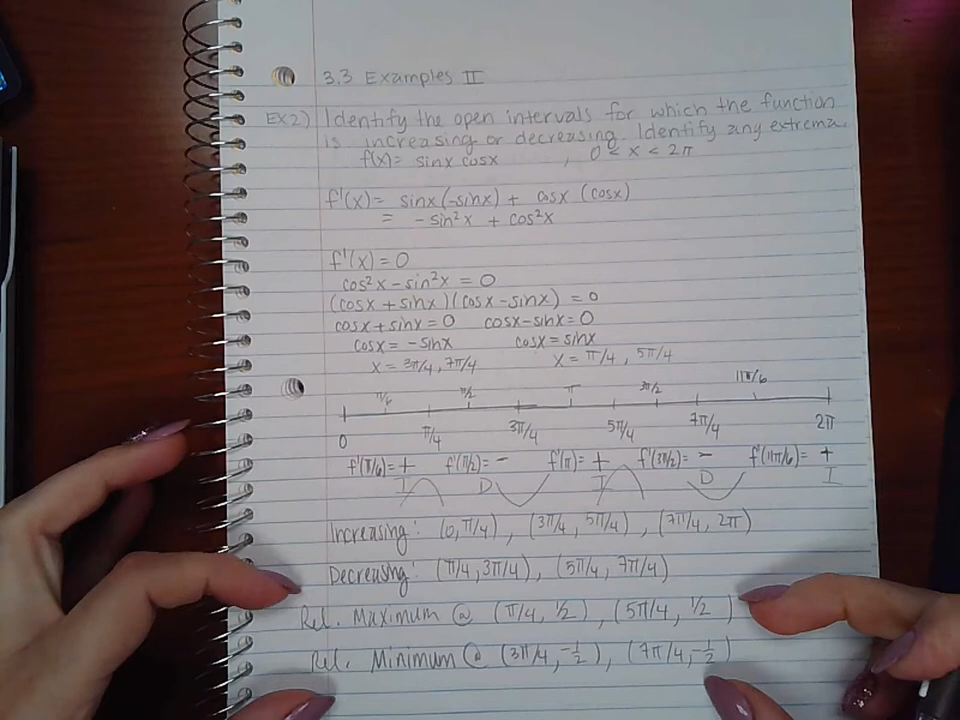 3.3 Examples II
EX2) Identify the open intervals for which the function
is increasing or decreasing. Identify any extrema.
f(x)= sinx cosx , 0 < x < 2π
f'(x)= sinx(-sinx) + cosx (cosx)
= -sin²x + cos²x
f'(x)=0
cos²x - sin²x = 0
(cosx + sinx)(cosx - sinx) = 0
cosx + sinx = 0 cosx - sinx = 0
cosx = -sinx cosx = sinx
x = 3π/4, 7π/4 x = π/4, 5π/4
π/6 π/2 π 3π/2 11π/6
0 π/4 3π/4 5π/4 7π/4 2π
f'(π/6)= + f'(π/2)= - f'(π)= + f'(3π/2)= - f'(11π/6)= +
I D I D I
Increasing: (0, π/4), (3π/4, 5π/4), (7π/4, 2π)
Decreasing: (π/4, 3π/4), (5π/4, 7π/4)
Rel. Maximum @ (π/4, 1/2), (5π/4, 1/2)
Rel. Minimum @ (3π/4, -1/2), (7π/4, -1/2)